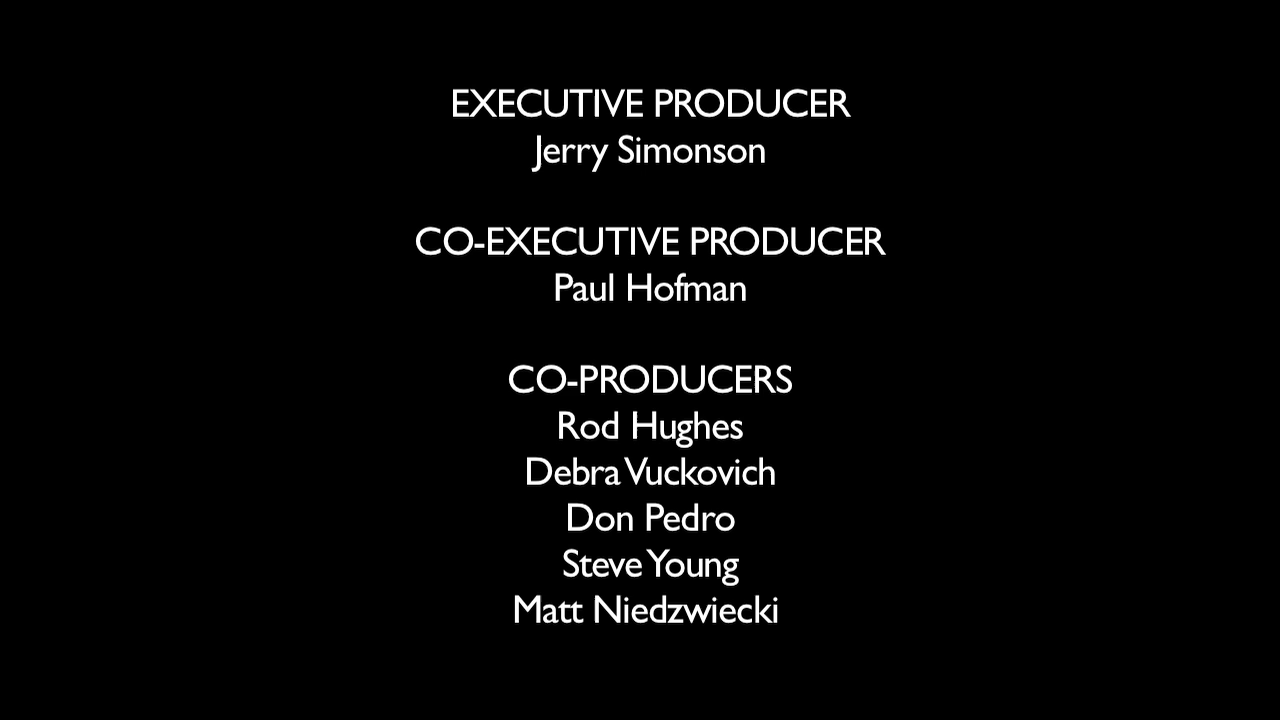 EXECUTIVE PRODUCER
Jerry Simonson
CO-EXECUTIVE PRODUCER
Paul Hofman
CO-PRODUCERS
Rod Hughes
Debra Vuckovich
Don Pedro
Steve Young
Matt Niedzwiecki